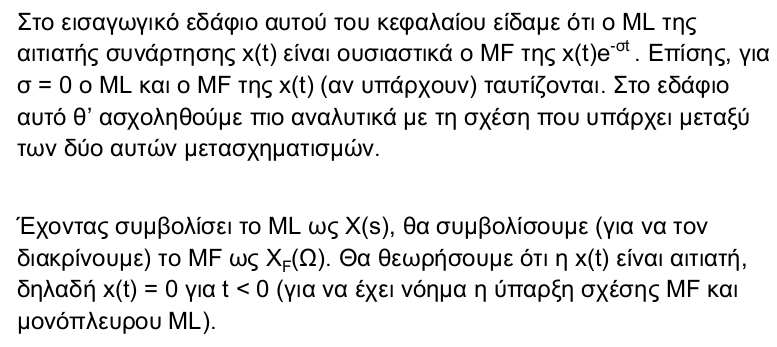 Στο εισαγωγικό εδάφιο αυτού του κεφαλαίου είδαμε ότι ο ML της
αιτιατής συνάρτησης x(t) είναι ουσιαστικά ο MF της x(t)e^-σt . Επίσης, για
σ = 0 ο ML και ο MF της x(t) (αν υπάρχουν) ταυτίζονται. Στο εδάφιο
αυτό θ’ ασχοληθούμε πιο αναλυτικά με τη σχέση που υπάρχει μεταξύ
των δύο αυτών μετασχηματισμών.
Έχοντας συμβολίσει το ML ως X(s), θα συμβολίσουμε (για να τον
διακρίνουμε) το MF ως X_F(Ω). Θα θεωρήσουμε ότι η x(t) είναι αιτιατή,
δηλαδή x(t) = 0 για t < 0 (για να έχει νόημα η ύπαρξη σχέσης MF και
μονόπλευρου ML).